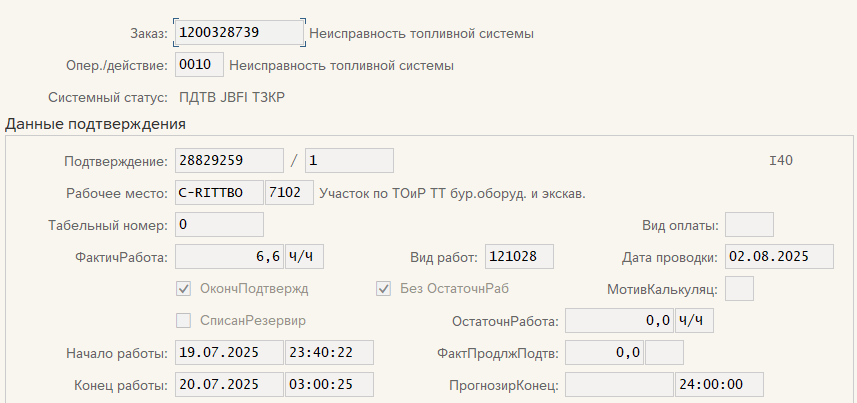 Заказ: 1200328739 Неисправность топливной системы
Опер./действие: 0010 Неисправность топливной системы
Системный статус: ПДТВ JBFI ТЗКР
Данные подтверждения
Подтверждение: 28829259 / 1 I40
Рабочее место: C-RITTBO 7102 Участок по ТОиР ТТ бур.оборуд. и экскав.
Табельный номер: 0 Вид оплаты:
ФактичРабота: 6,6 Ч/Ч Вид работ: 121028 Дата проводки: 02.08.2025
ОкончПодтвержд Без ОстаточнРаб МотивКалькуляц:
СписанРезервир ОстаточнРабота: 0,0 Ч/Ч
Начало работы: 19.07.2025 23:40:22 ФактПродлжПодтв: 0,0
Конец работы: 20.07.2025 03:00:25 ПрогнозирКонец: 24:00:00